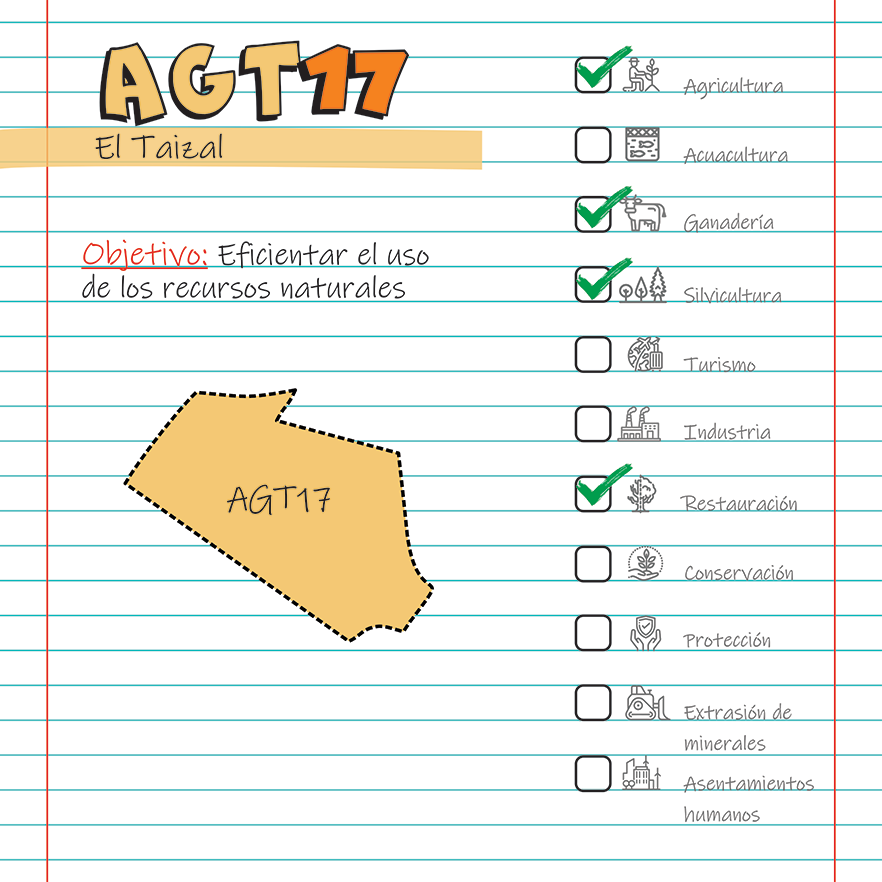 AGT17
El Taizal
Objetivo: Eficientar el uso
de los recursos naturales
AGT17
Agricultura
Acuacultura
Ganadería
Silvicultura
Turismo
Industria
Restauración
Conservación
Protección
Extrasión de
minerales
Asentamientos
humanos